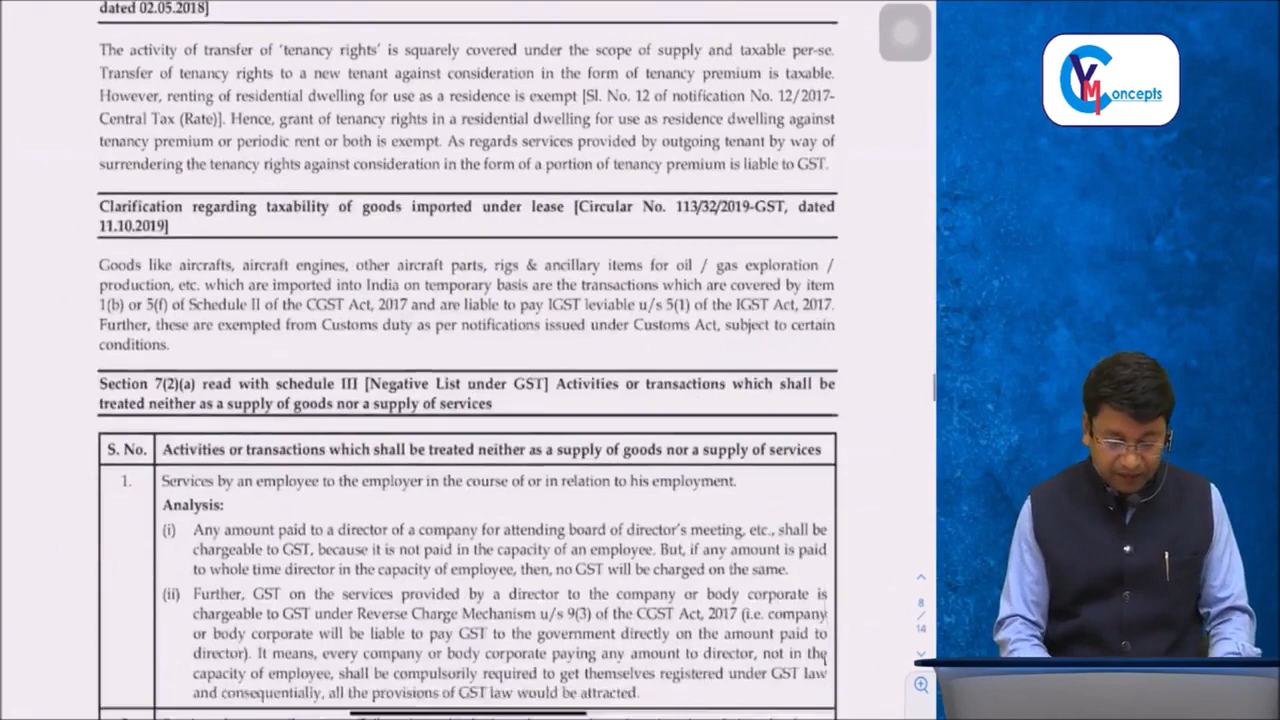 dated 02.05.2018]
The activity of transfer of 'tenancy rights' is squarely covered under the scope of supply and taxable per-se.
Transfer of tenancy rights to a new tenant against consideration in the form of tenancy premium is taxable.
However, renting of residential dwelling for use as a residence is exempt [Sl. No. 12 of notification No. 12/2017-
Central Tax (Rate)]. Hence, grant of tenancy rights in a residential dwelling for use as residence dwelling against
tenancy premium or periodic rent or both is exempt. As regards services provided by outgoing tenant by way of
surrendering the tenancy rights against consideration in the form of a portion of tenancy premium is liable to GST.
Clarification regarding taxability of goods imported under lease [Circular No. 113/32/2019-GST, dated
11.10.2019]
Goods like aircrafts, aircraft engines, other aircraft parts, rigs & ancillary items for oil / gas exploration /
production, etc. which are imported into India on temporary basis are the transactions which are covered by item
1(b) or 5(f) of Schedule II of the CGST Act, 2017 and are liable to pay IGST leviable u/s 5(1) of the IGST Act, 2017.
Further, these are exempted from Customs duty as per notifications issued under Customs Act, subject to certain
conditions.
Section 7(2)(a) read with schedule III [Negative List under GST] Activities or transactions which shall be
treated neither as a supply of goods nor a supply of services
S. No. Activities or transactions which shall be treated neither as a supply of goods nor a supply of services
1. Services by an employee to the employer in the course of or in relation to his employment.
Analysis:
(i) Any amount paid to a director of a company for attending board of director's meeting, etc., shall be
chargeable to GST, because it is not paid in the capacity of an employee. But, if any amount is paid
to whole time director in the capacity of employee, then, no GST will be charged on the same.
(ii) Further, GST on the services provided by a director to the company or body corporate is
chargeable to GST under Reverse Charge Mechanism u/s 9(3) of the CGST Act, 2017 (i.e. company
or body corporate will be liable to pay GST to the government directly on the amount paid to
director). It means, every company or body corporate paying any amount to director, not in the
capacity of employee, shall be compulsorily required to get themselves registered under GST law
and consequentially, all the provisions of GST law would be attracted.
8
/
14
CYM
oncepts